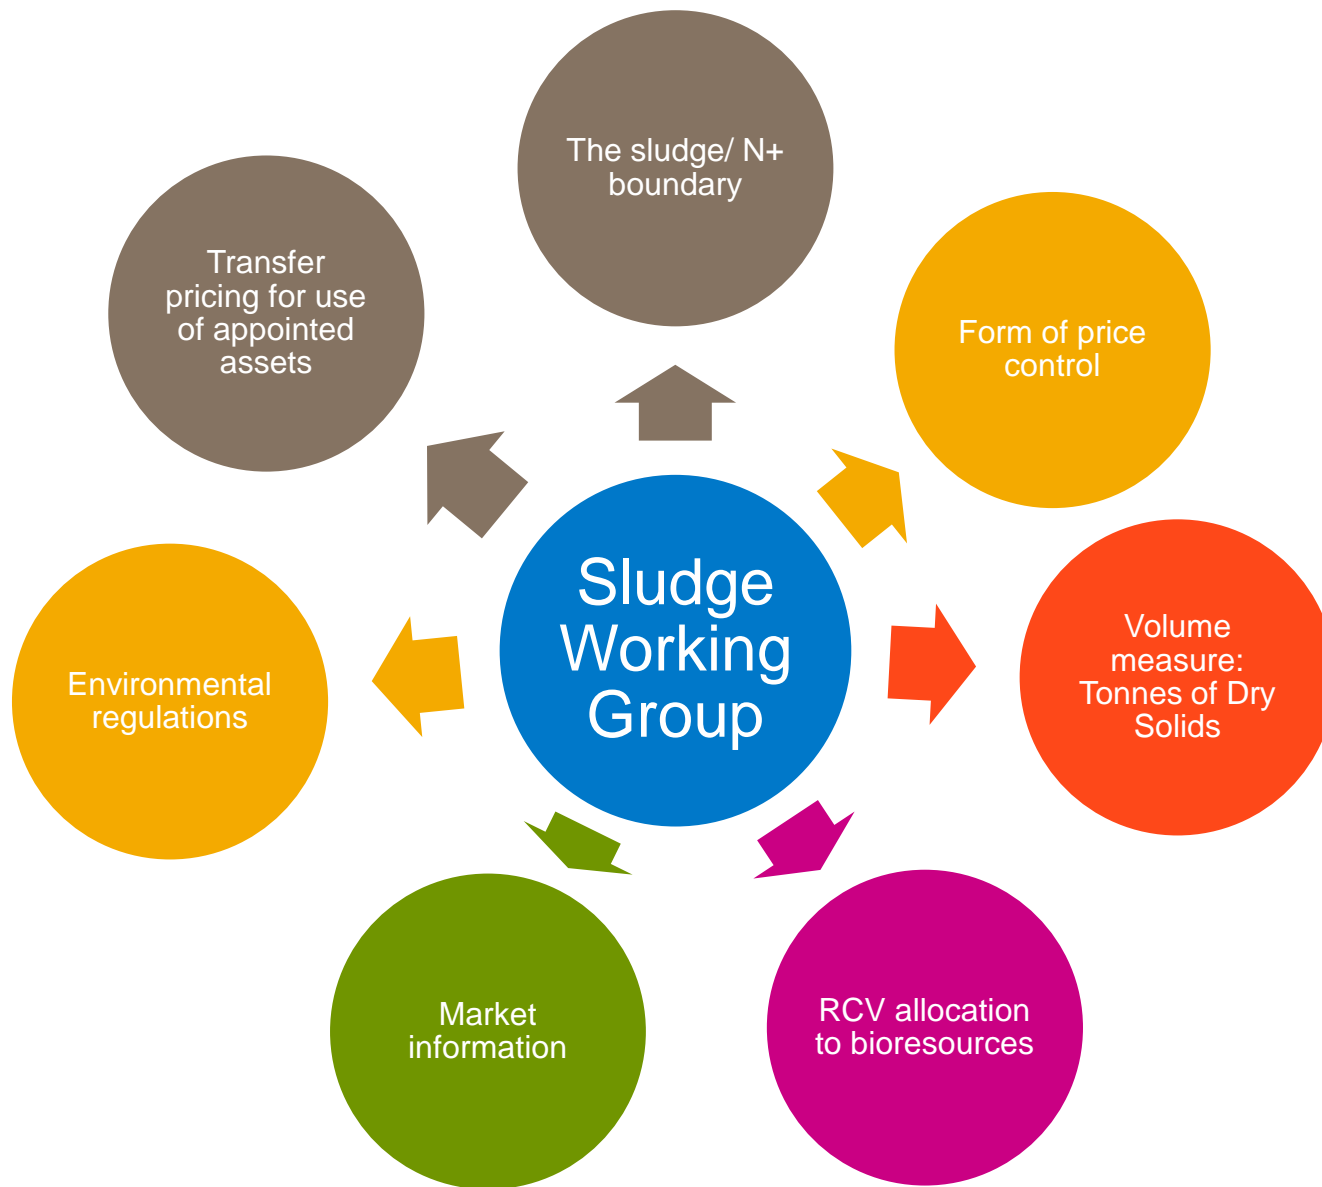 The sludge/ N+
boundary
Transfer
pricing for use
of appointed
assets
Form of price
control
Sludge
Working
Group
Volume
measure:
Tonnes of Dry
Solids
Environmental
regulations
Market
information
RCV allocation
to bioresources